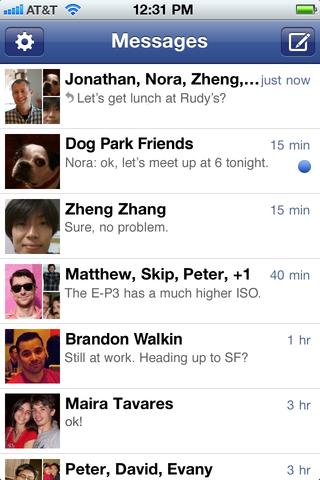 AT&T 12:31 PM
Messages
Jonathan, Nora, Zheng,... just now
Let's get lunch at Rudy's?
Dog Park Friends 15 min
Nora: ok, let's meet up at 6 tonight.
Zheng Zhang 15 min
Sure, no problem.
Matthew, Skip, Peter, +1 40 min
The E-P3 has a much higher ISO.
Brandon Walkin 1 hr
Still at work. Heading up to SF?
Maira Tavares 3 hr
ok!
Peter, David, Evany 3 hr